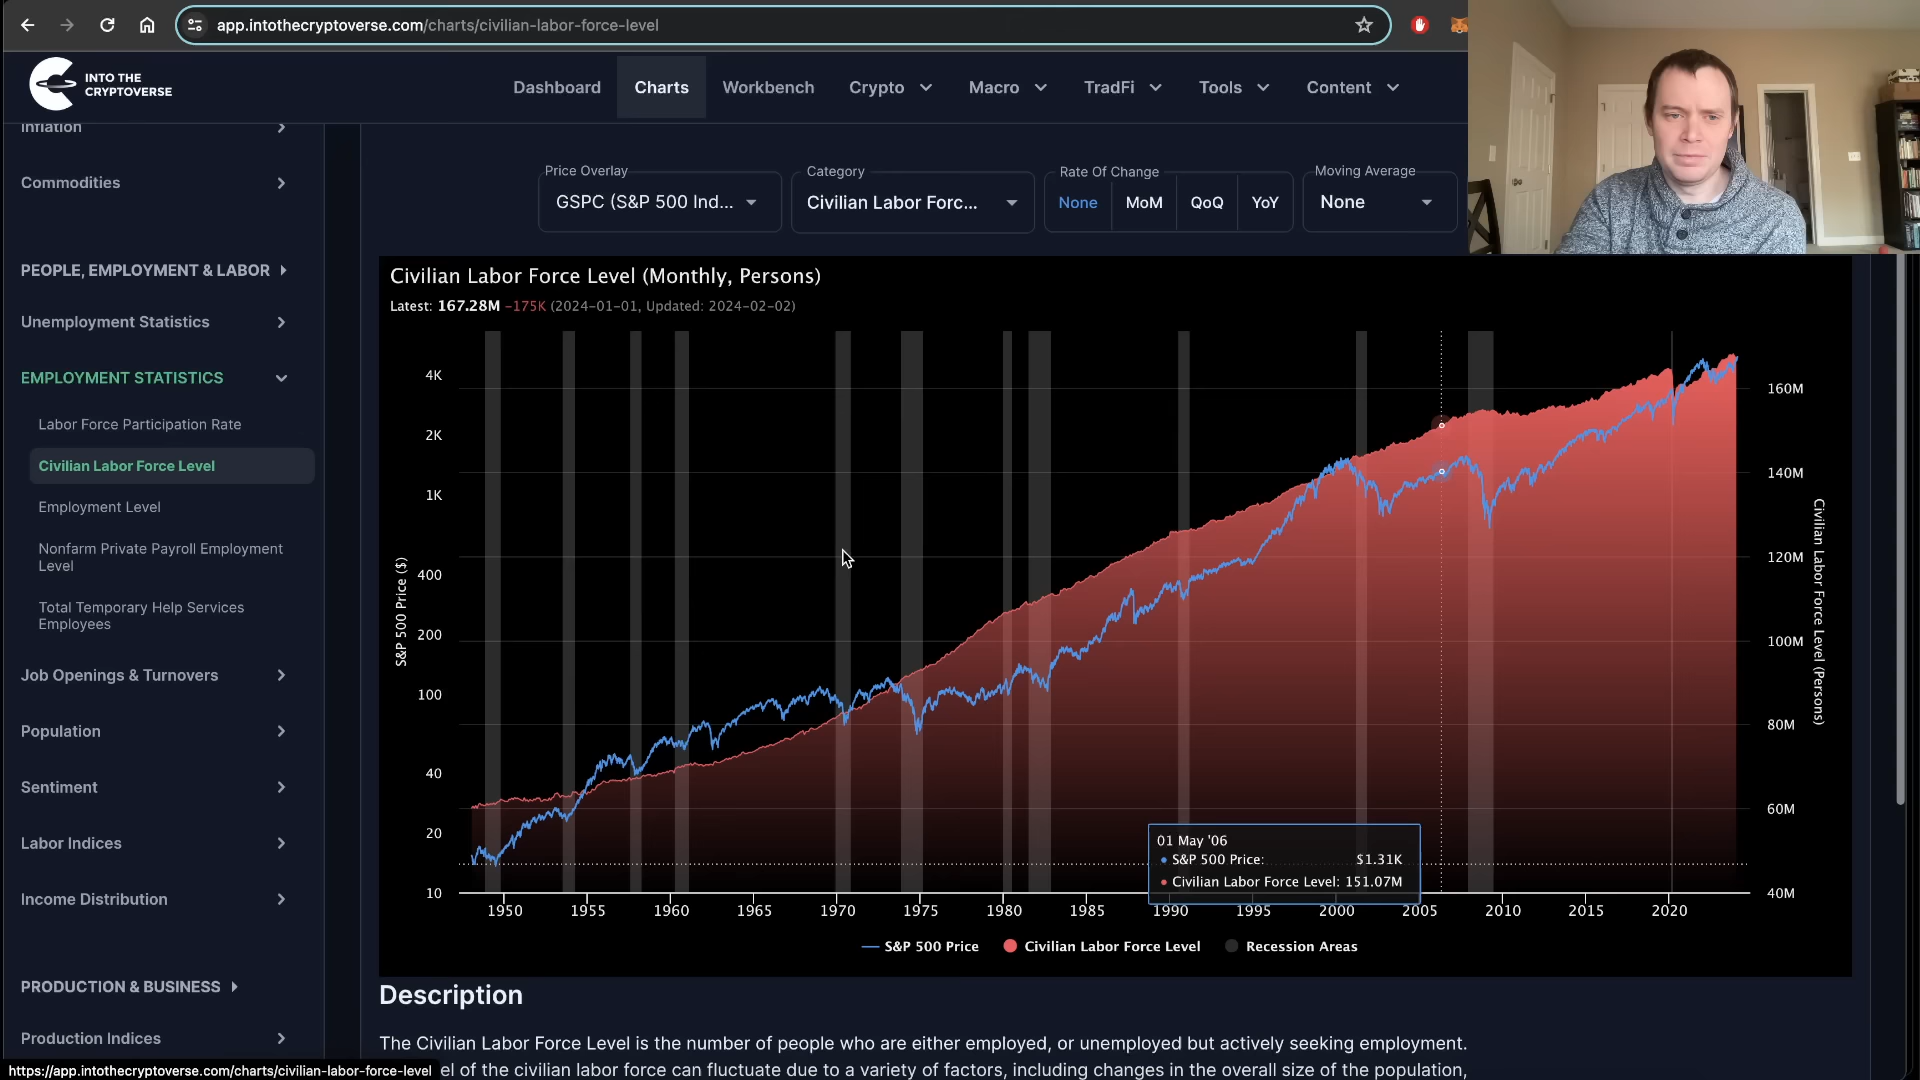 app.intothecryptoverse.com/charts/civilian-labor-force-level
INTO THE
CRYPTOVERSE
Dashboard
Charts
Workbench
Crypto
Macro
TradFi
Tools
Content
Inflation
Commodities
PEOPLE, EMPLOYMENT & LABOR
Unemployment Statistics
EMPLOYMENT STATISTICS
Labor Force Participation Rate
Civilian Labor Force Level
Employment Level
Nonfarm Private Payroll Employment
Level
Total Temporary Help Services
Employees
Job Openings & Turnovers
Population
Sentiment
Labor Indices
Income Distribution
PRODUCTION & BUSINESS
Production Indices
Price Overlay
GSPC (S&P 500 Ind...
Category
Civilian Labor Forc...
Rate Of Change
None
MoM
QoQ
YoY
Moving Average
None
Civilian Labor Force Level (Monthly, Persons)
Latest: 167.28M -175K (2024-01-01, Updated: 2024-02-02)
4K
2K
1K
400
200
100
40
20
10
S&P 500 Price ($)
160M
140M
120M
100M
80M
60M
40M
Civilian Labor Force Level (Persons)
01 May '06
S&P 500 Price: $1.31K
Civilian Labor Force Level: 151.07M
1950
1955
1960
1965
1970
1975
1980
1985
1990
1995
2000
2005
2010
2015
2020
S&P 500 Price
Civilian Labor Force Level
Recession Areas
Description
The Civilian Labor Force Level is the number of people who are either employed, or unemployed but actively seeking employment.
el of the civilian labor force can fluctuate due to a variety of factors, including changes in the overall size of the population,
https://app.intothecryptoverse.com/charts/civilian-labor-force-level